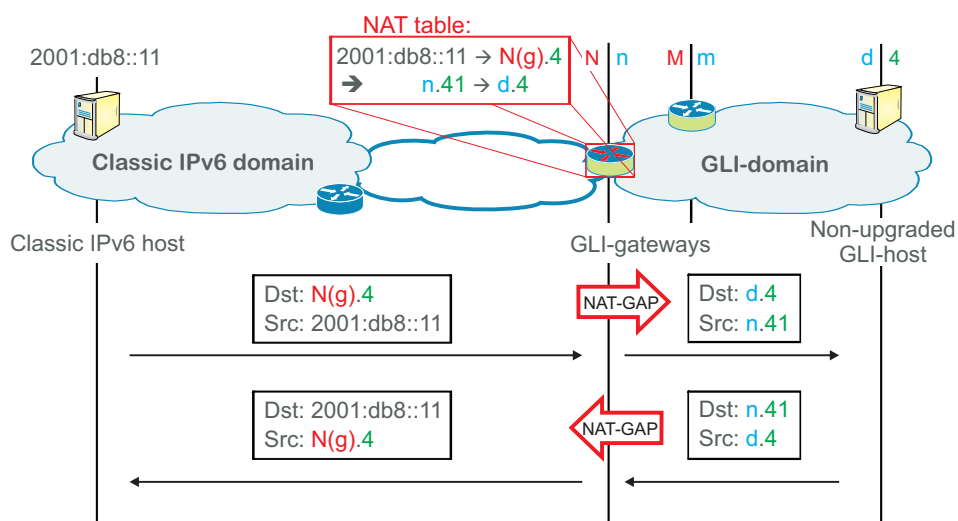 NAT table:
2001:db8::11
2001:db8::11 → N(g).4
➔ n.41 → d.4
N n
M m
d 4
Classic IPv6 domain
GLI-domain
Classic IPv6 host
GLI-gateways
Non-upgraded
GLI-host
Dst: N(g).4
Src: 2001:db8::11
NAT-GAP
Dst: d.4
Src: n.41
Dst: 2001:db8::11
Src: N(g).4
NAT-GAP
Dst: n.41
Src: d.4